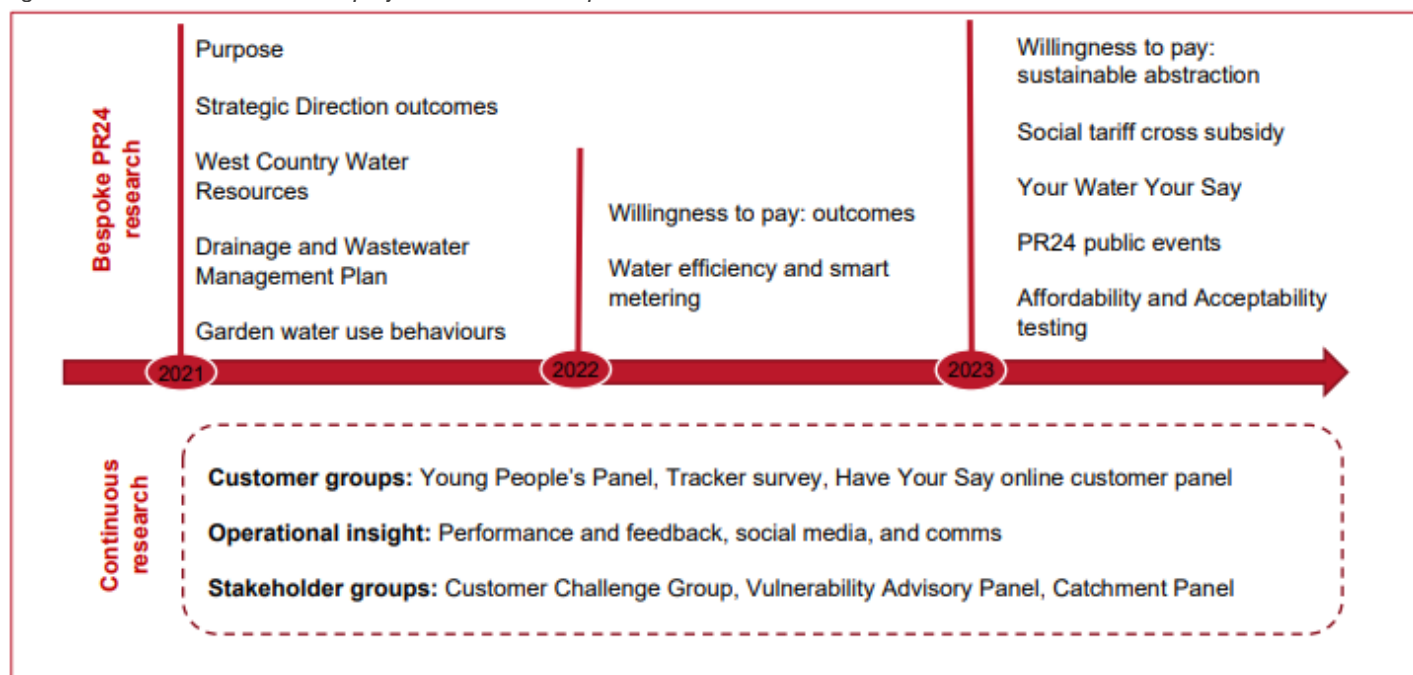 Bespoke PR24
research
Purpose
Strategic Direction outcomes
West Country Water
Resources
Drainage and Wastewater
Management Plan
Garden water use behaviours
Willingness to pay: outcomes
Water efficiency and smart
metering
Willingness to pay:
sustainable abstraction
Social tariff cross subsidy
Your Water Your Say
PR24 public events
Affordability and Acceptability
testing
2021
2022
2023
Continuous
research
Customer groups: Young People's Panel, Tracker survey, Have Your Say online customer panel
Operational insight: Performance and feedback, social media, and comms
Stakeholder groups: Customer Challenge Group, Vulnerability Advisory Panel, Catchment Panel